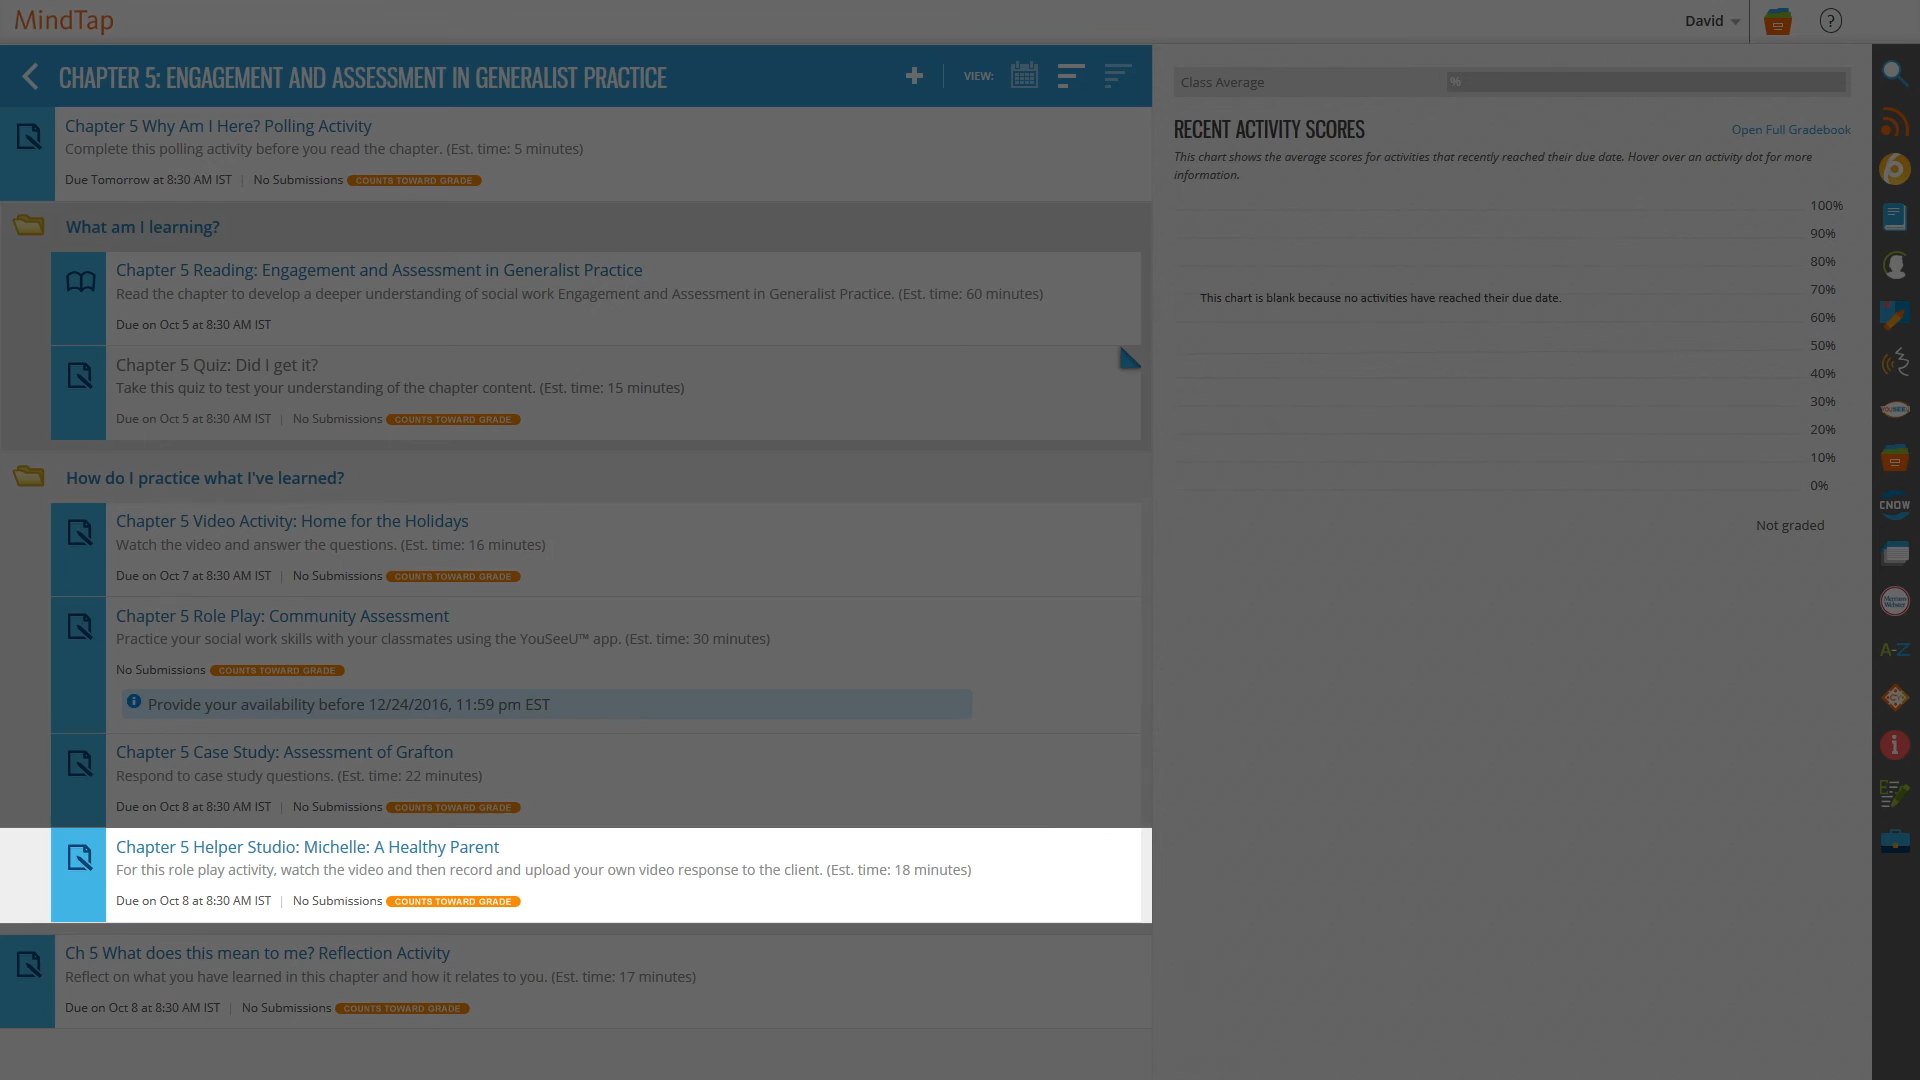 MindTap
David
?
CHAPTER 5: ENGAGEMENT AND ASSESSMENT IN GENERALIST PRACTICE
VIEW:
Chapter 5 Why Am I Here? Polling Activity
Complete this polling activity before you read the chapter. (Est. time: 5 minutes)
Due Tomorrow at 8:30 AM IST | No Submissions COUNTS TOWARD GRADE
What am I learning?
Chapter 5 Reading: Engagement and Assessment in Generalist Practice
Read the chapter to develop a deeper understanding of social work Engagement and Assessment in Generalist Practice. (Est. time: 60 minutes)
Due on Oct 5 at 8:30 AM IST
Chapter 5 Quiz: Did I get it?
Take this quiz to test your understanding of the chapter content. (Est. time: 15 minutes)
Due on Oct 5 at 8:30 AM IST | No Submissions COUNTS TOWARD GRADE
How do I practice what I've learned?
Chapter 5 Video Activity: Home for the Holidays
Watch the video and answer the questions. (Est. time: 16 minutes)
Due on Oct 7 at 8:30 AM IST | No Submissions COUNTS TOWARD GRADE
Chapter 5 Role Play: Community Assessment
Practice your social work skills with your classmates using the YouSeeU™ app. (Est. time: 30 minutes)
No Submissions COUNTS TOWARD GRADE
Provide your availability before 12/24/2016, 11:59 pm EST
Chapter 5 Case Study: Assessment of Grafton
Respond to case study questions. (Est. time: 22 minutes)
Due on Oct 8 at 8:30 AM IST | No Submissions COUNTS TOWARD GRADE
Chapter 5 Helper Studio: Michelle: A Healthy Parent
For this role play activity, watch the video and then record and upload your own video response to the client. (Est. time: 18 minutes)
Due on Oct 8 at 8:30 AM IST | No Submissions COUNTS TOWARD GRADE
Ch 5 What does this mean to me? Reflection Activity
Reflect on what you have learned in this chapter and how it relates to you. (Est. time: 17 minutes)
Due on Oct 8 at 8:30 AM IST | No Submissions COUNTS TOWARD GRADE
Class Average %
RECENT ACTIVITY SCORES
Open Full Gradebook
This chart shows the average scores for activities that recently reached their due date. Hover over an activity dot for more
information.
100%
90%
80%
70%
This chart is blank because no activities have reached their due date.
60%
50%
40%
30%
20%
10%
0%
Not graded
CNOW
A-Z